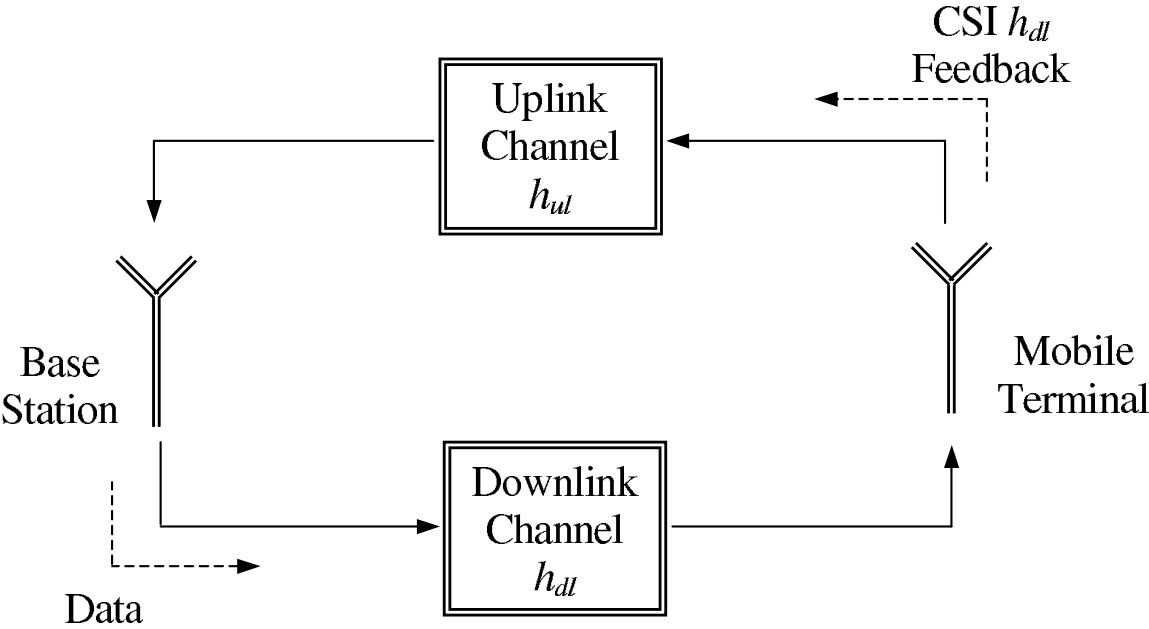 CSI h_dl
Feedback
Uplink
Channel
h_ul
Base
Station
Mobile
Terminal
Downlink
Channel
h_dl
Data